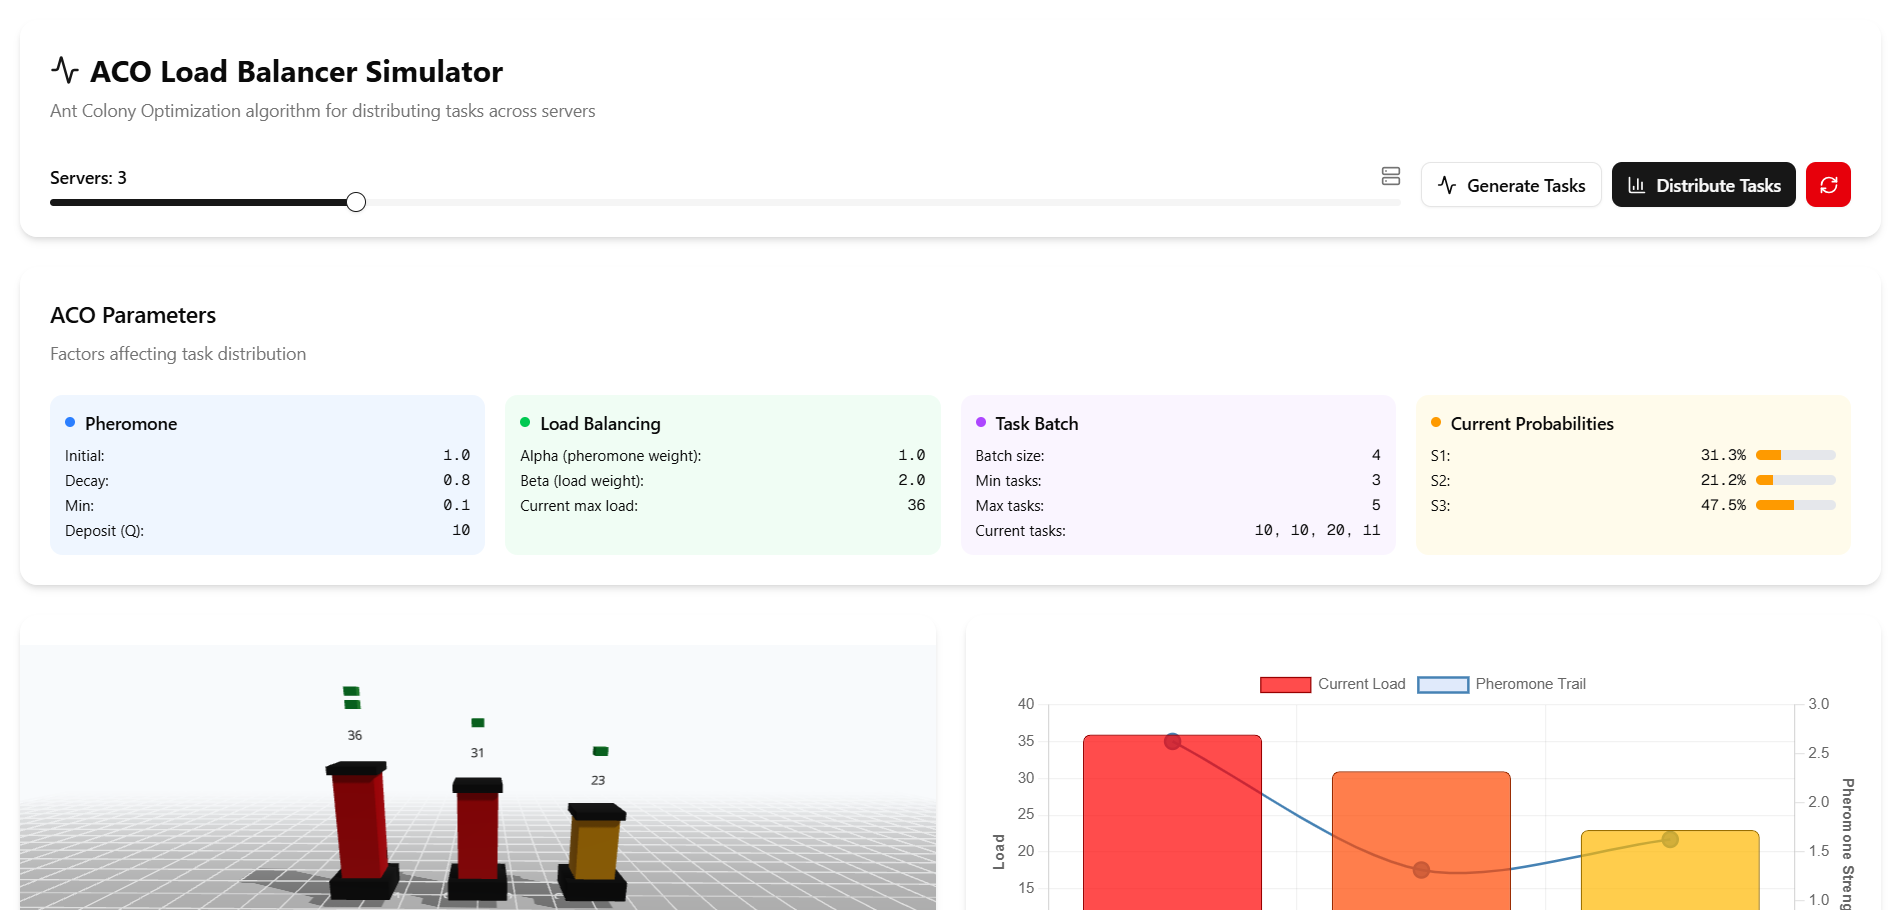 ACO Load Balancer Simulator
Ant Colony Optimization algorithm for distributing tasks across servers
Servers: 3
Generate Tasks
Distribute Tasks
ACO Parameters
Factors affecting task distribution
Pheromone
Initial: 1.0
Decay: 0.8
Min: 0.1
Deposit (Q): 10
Load Balancing
Alpha (pheromone weight): 1.0
Beta (load weight): 2.0
Current max load: 36
Task Batch
Batch size: 4
Min tasks: 3
Max tasks: 5
Current tasks: 10, 10, 20, 11
Current Probabilities
S1: 31.3%
S2: 21.2%
S3: 47.5%
36
31
23
Current Load
Pheromone Trail
40
35
30
25
20
15
Load
3.0
2.5
2.0
1.5
1.0
Pheromone Streng